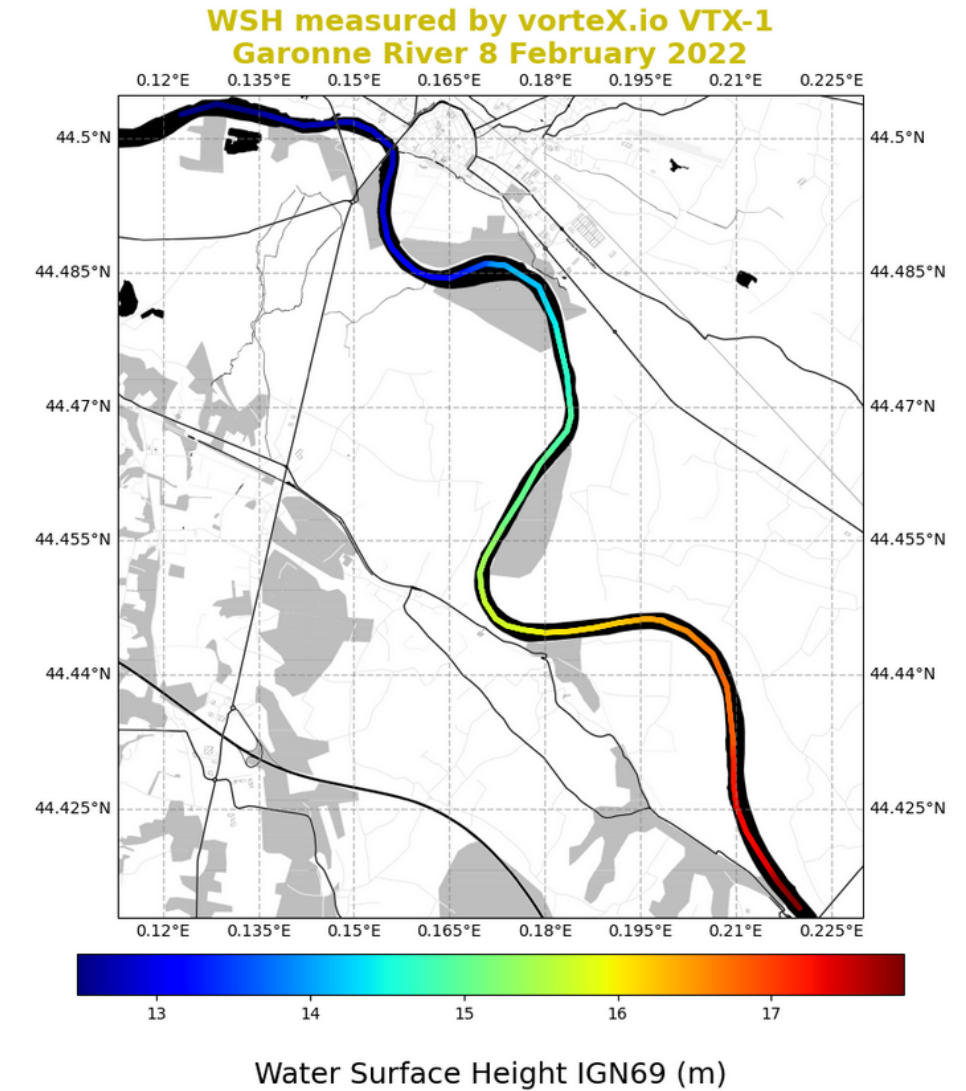 WSH measured by vorteX.io VTX-1
Garonne River 8 February 2022
0.12°E 0.135°E 0.15°E 0.165°E 0.18°E 0.195°E 0.21°E 0.225°E
44.5°N 44.5°N
44.485°N 44.485°N
44.47°N 44.47°N
44.455°N 44.455°N
44.44°N 44.44°N
44.425°N 44.425°N
0.12°E 0.135°E 0.15°E 0.165°E 0.18°E 0.195°E 0.21°E 0.225°E
13 14 15 16 17
Water Surface Height IGN69 (m)